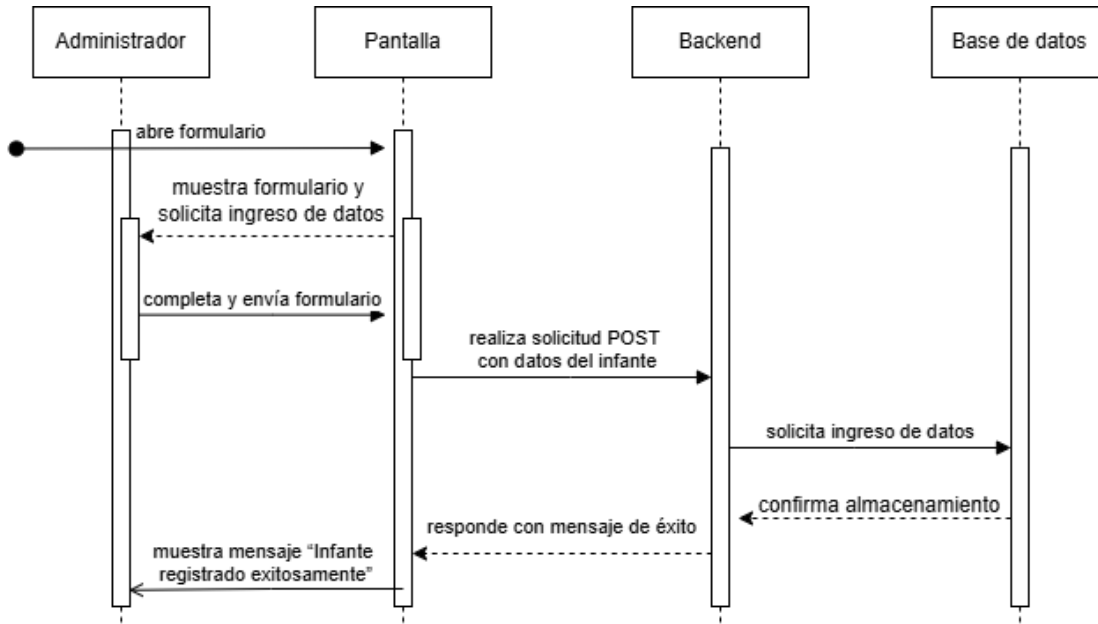 Administrador
Pantalla
Backend
Base de datos
abre formulario
muestra formulario y
solicita ingreso de datos
completa y envía formulario
realiza solicitud POST
con datos del infante
solicita ingreso de datos
confirma almacenamiento
responde con mensaje de éxito
muestra mensaje “Infante
registrado exitosamente”